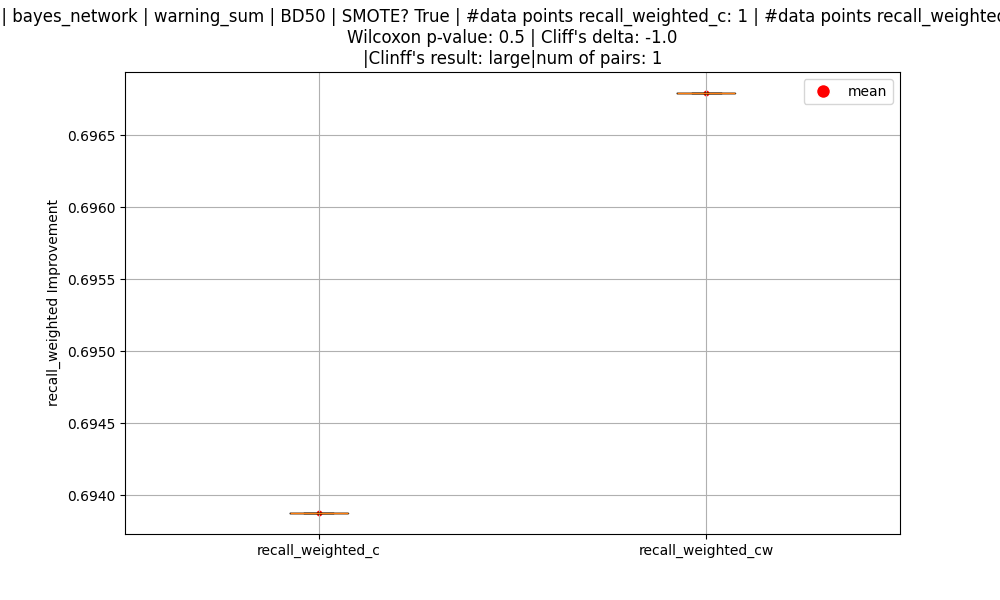 | bayes_network | warning_sum | BD50 | SMOTE? True | #data points recall_weighted_c: 1 | #data points
Wilcoxon p-value: 0.5 | Cliff's delta: -1.0
|Clinff's result: large|num of pairs: 1
mean
0.6965
0.6960
0.6955
0.6950
0.6945
0.6940
recall_weighted Improvement
recall_weighted_c
recall_weighted_cw